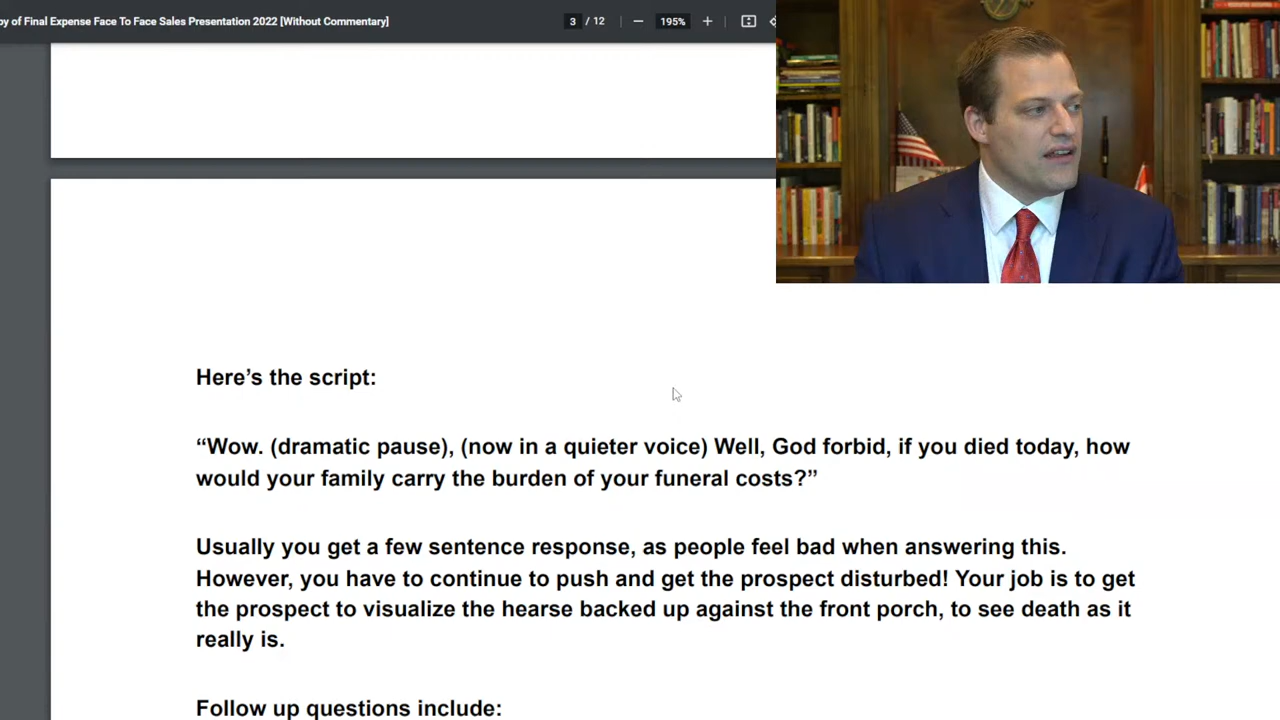 py of Final Expense Face To Face Sales Presentation 2022 [Without Commentary]
3 / 12
195%
Here’s the script:
“Wow. (dramatic pause), (now in a quieter voice) Well, God forbid, if you died today, how
would your family carry the burden of your funeral costs?”
Usually you get a few sentence response, as people feel bad when answering this.
However, you have to continue to push and get the prospect disturbed! Your job is to get
the prospect to visualize the hearse backed up against the front porch, to see death as it
really is.
Follow up questions include: